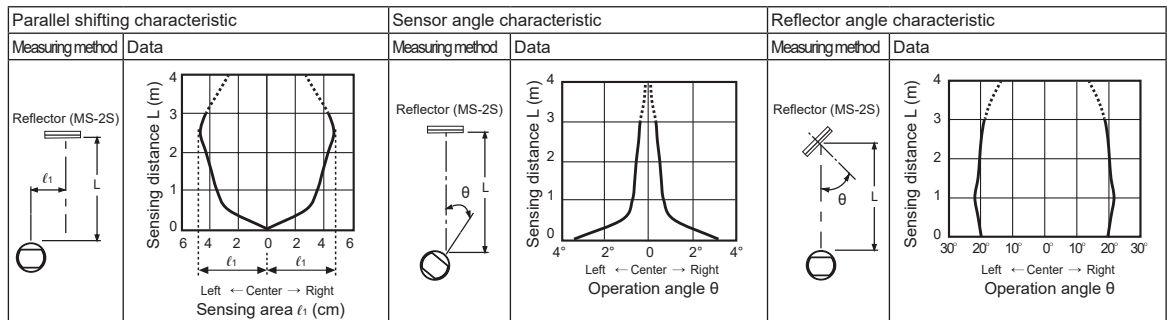 Parallel shifting characteristic
Measuring method Data
Reflector (MS-2S)
ℓ1
L
Sensing distance L (m)
4
3
2
1
0
6 4 2 0 2 4 6
ℓ1 ℓ1
Left ← Center → Right
Sensing area ℓ1 (cm)
Sensor angle characteristic
Measuring method Data
Reflector (MS-2S)
θ
L
Sensing distance L (m)
4
3
2
1
0
4° 2 0 2° 4°
Left ← Center → Right
Operation angle θ
Reflector angle characteristic
Measuring method Data
Reflector (MS-2S)
θ
L
Sensing distance L (m)
4
3
2
1
0
30° 20° 10° 0° 10° 20° 30°
Left ← Center → Right
Operation angle θ